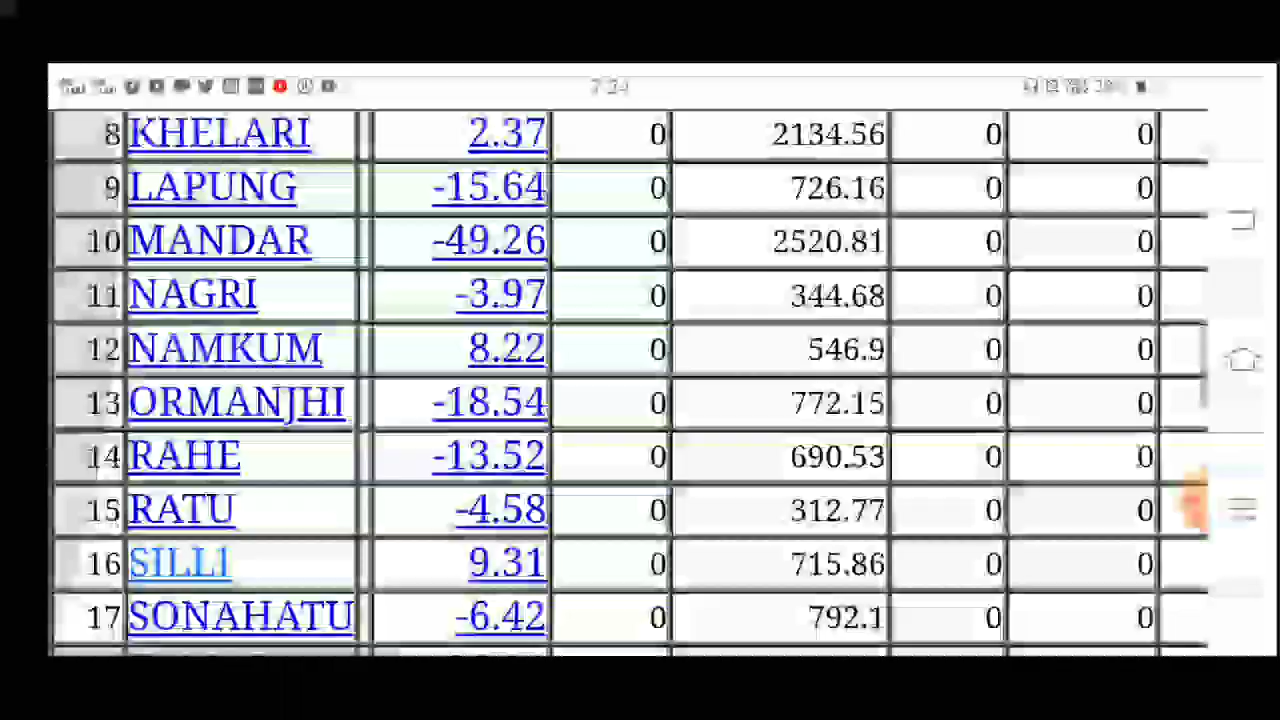 8 KHELARI 2.37 0 2134.56 0 0
9 LAPUNG -15.64 0 726.16 0 0
10 MANDAR -49.26 0 2520.81 0 0
11 NAGRI -3.97 0 344.68 0 0
12 NAMKUM 8.22 0 546.9 0 0
13 ORMANJHI -18.54 0 772.15 0 0
14 RAHE -13.52 0 690.53 0 0
15 RATU -4.58 0 312.77 0 0
16 SILLI 9.31 0 715.86 0 0
17 SONAHATU -6.42 0 792.1 0 0